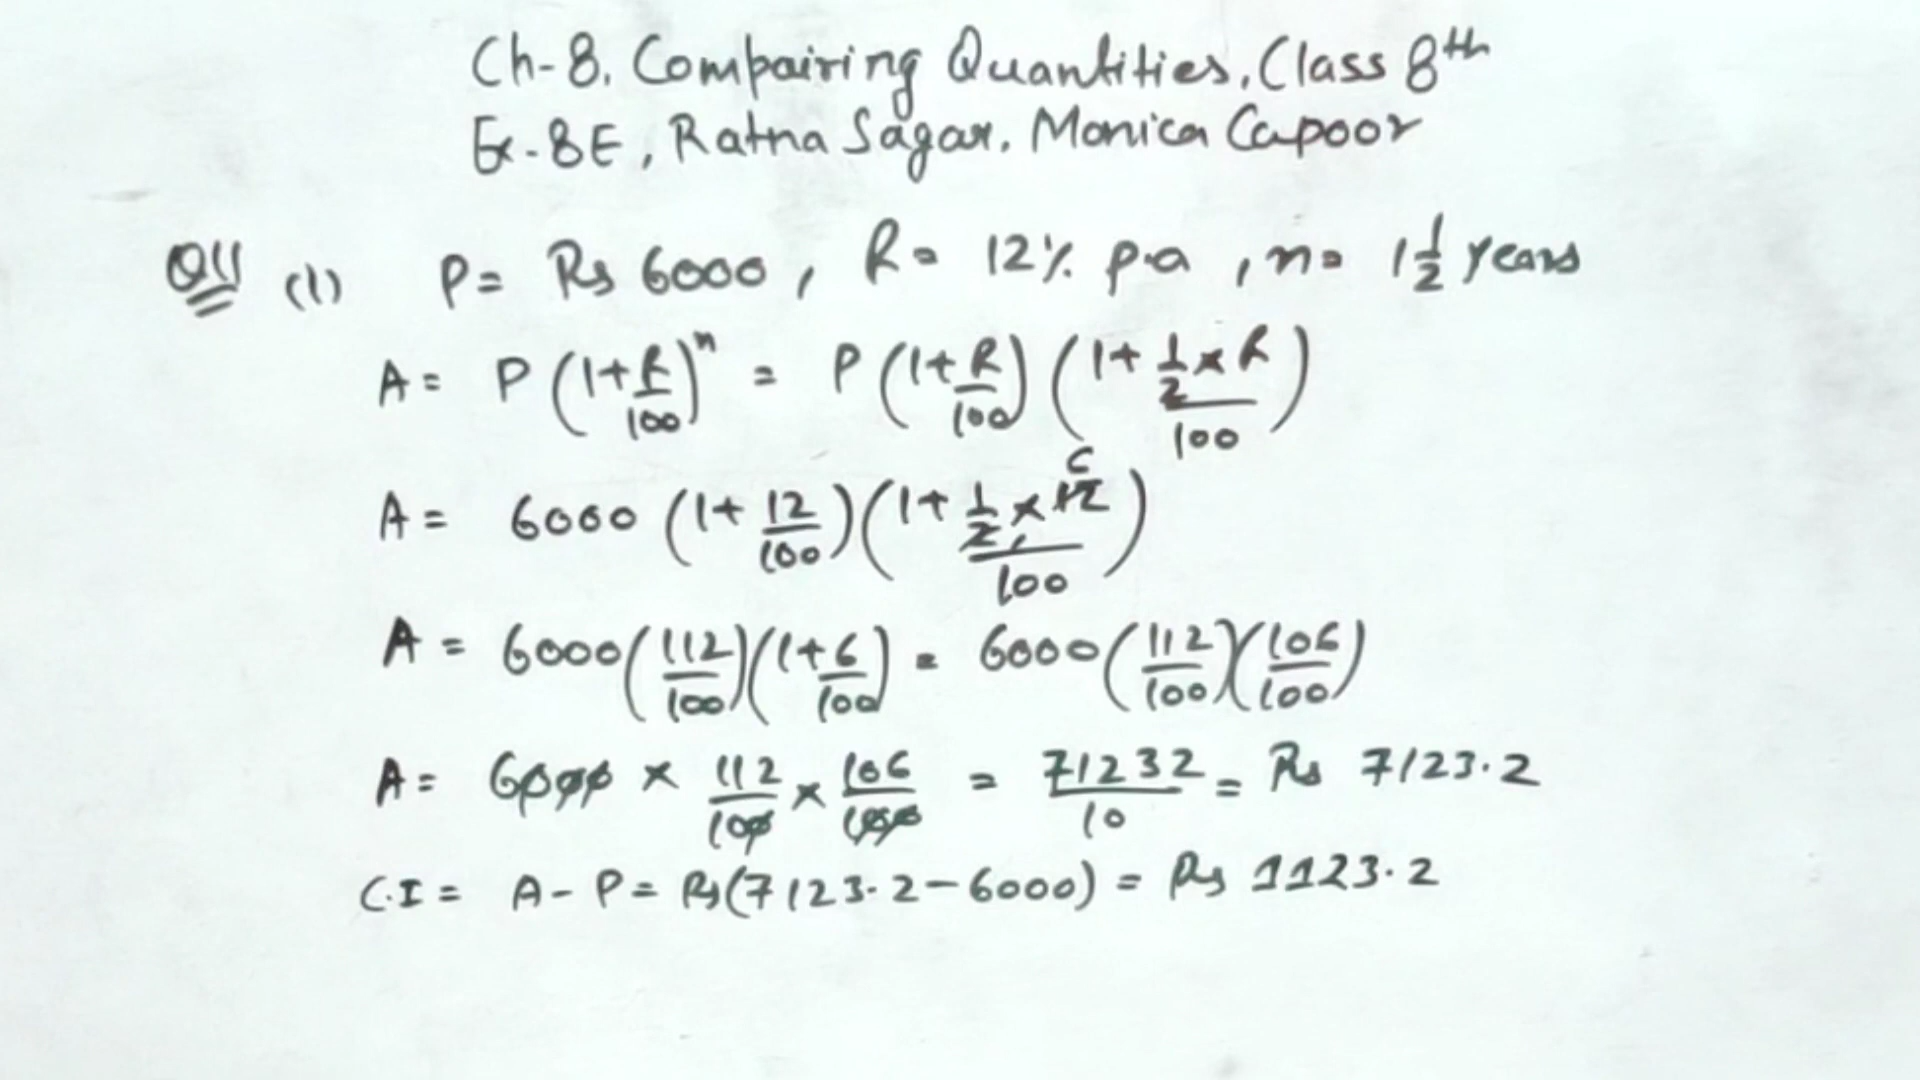 Ch-8. Compairing Quantities, Class 8th
Ex-8E, Ratna Sagar. Monica Capoor
Q11 (1) P = Rs 6000, R = 12% p.a, n = 1 1/2 years
A = P (1+R/100)^n = P (1+R/100) (1+ 1/2 × R/100)
A = 6000 (1+ 12/100) (1+ 1/2 × 12/100) 6
A = 6000 (112/100) (1+6/100) = 6000 (112/100) (106/100)
A = 6000 × 112/100 × 106/100 = 71232/10 = Rs 7123.2
C.I = A - P = Rs (7123.2 - 6000) = Rs 1123.2